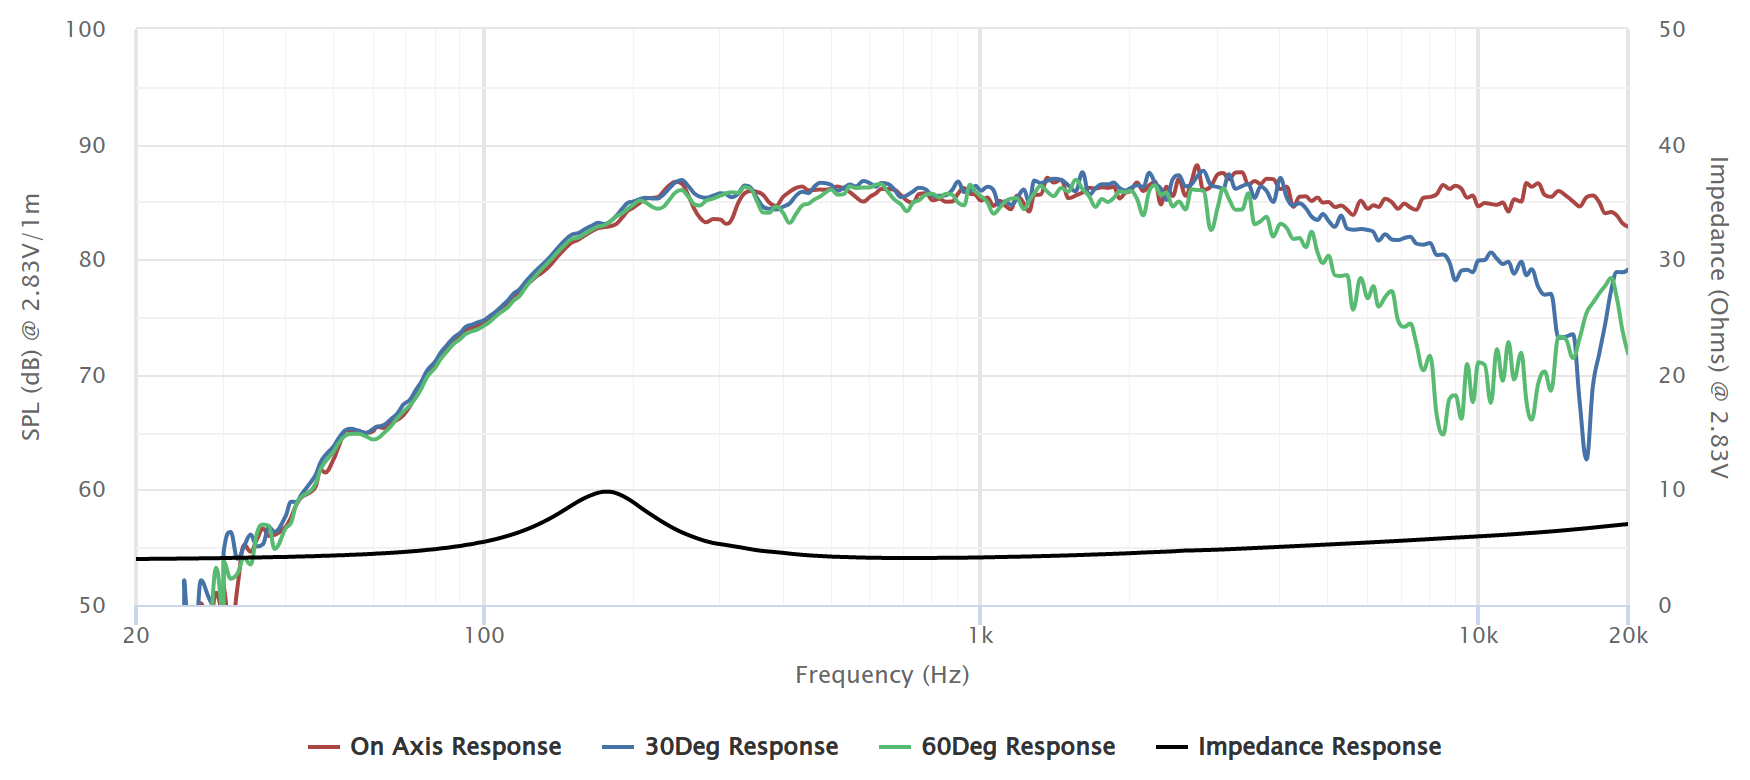 100
90
80
70
60
50
SPL (dB) @ 2.83V/1m
50
40
30
20
10
0
Impedance (Ohms) @ 2.83V
20
100
1k
10k
20k
Frequency (Hz)
On Axis Response
30Deg Response
60Deg Response
Impedance Response